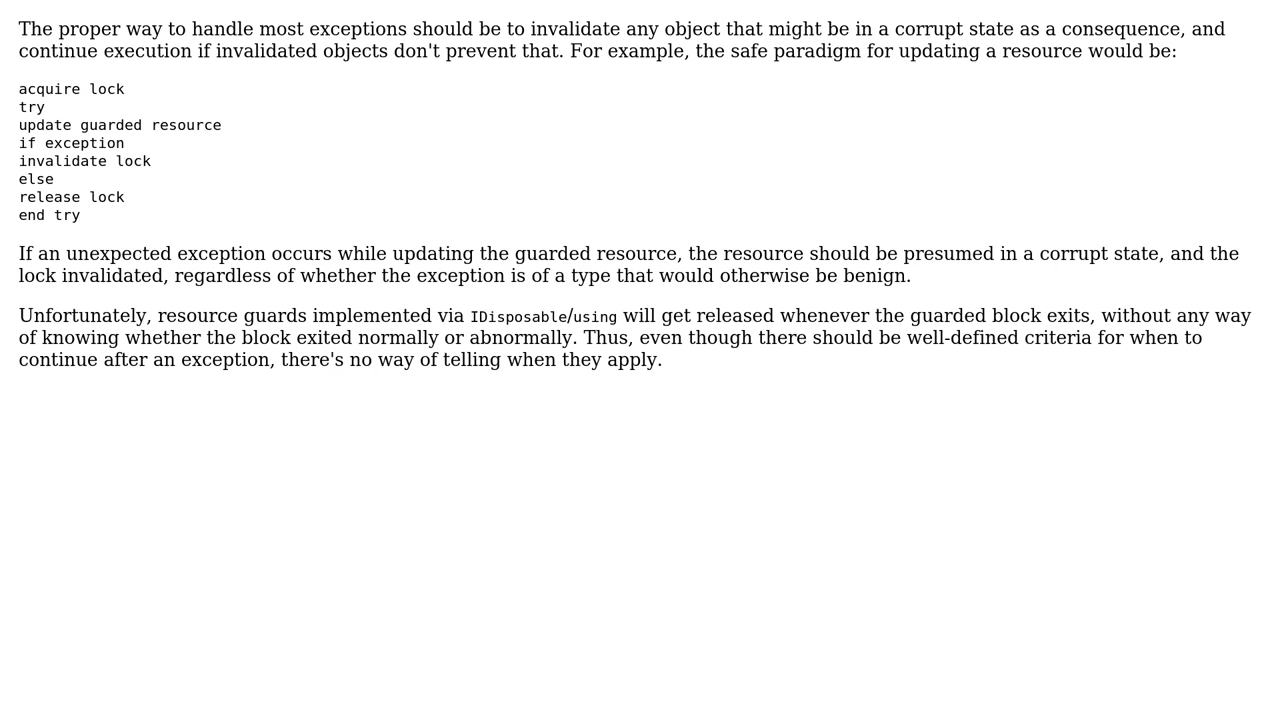 The proper way to handle most exceptions should be to invalidate any object that might be in a corrupt state as a consequence, and
continue execution if invalidated objects don't prevent that. For example, the safe paradigm for updating a resource would be:
acquire lock
try
update guarded resource
if exception
invalidate lock
else
release lock
end try
If an unexpected exception occurs while updating the guarded resource, the resource should be presumed in a corrupt state, and the
lock invalidated, regardless of whether the exception is of a type that would otherwise be benign.
Unfortunately, resource guards implemented via IDisposable/using will get released whenever the guarded block exits, without any way
of knowing whether the block exited normally or abnormally. Thus, even though there should be well-defined criteria for when to
continue after an exception, there's no way of telling when they apply.